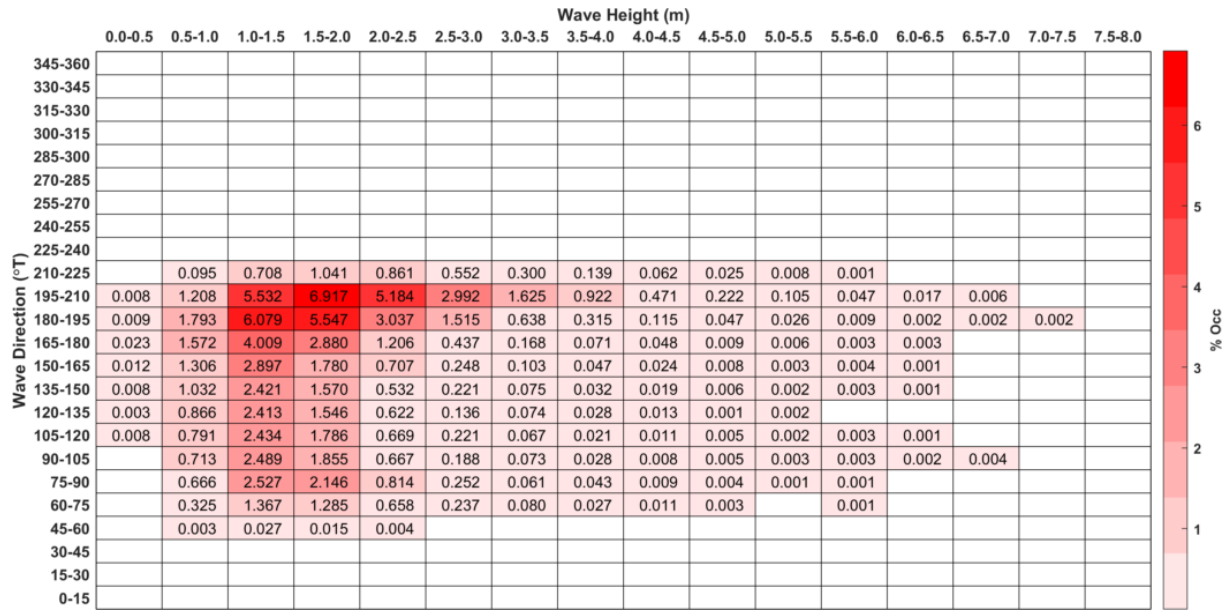 Wave Height (m)
0.0-0.5 0.5-1.0 1.0-1.5 1.5-2.0 2.0-2.5 2.5-3.0 3.0-3.5 3.5-4.0 4.0-4.5 4.5-5.0 5.0-5.5 5.5-6.0 6.0-6.5 6.5-7.0 7.0-7.5 7.5-8.0
345-360
330-345
315-330
300-315
285-300
270-285
255-270
240-255
225-240
210-225 0.095 0.708 1.041 0.861 0.552 0.300 0.139 0.062 0.025 0.008 0.001
195-210 0.008 1.208 5.532 6.917 5.184 2.992 1.625 0.922 0.471 0.222 0.105 0.047 0.017 0.006
180-195 0.009 1.793 6.079 5.547 3.037 1.515 0.638 0.315 0.115 0.047 0.026 0.009 0.002 0.002 0.002
165-180 0.023 1.572 4.009 2.880 1.206 0.437 0.168 0.071 0.048 0.009 0.006 0.003 0.003
150-165 0.012 1.306 2.897 1.780 0.707 0.248 0.103 0.047 0.024 0.008 0.003 0.004 0.001
135-150 0.008 1.032 2.421 1.570 0.532 0.221 0.075 0.032 0.019 0.006 0.002 0.003 0.001
120-135 0.003 0.866 2.413 1.546 0.622 0.136 0.074 0.028 0.013 0.001 0.002
105-120 0.008 0.791 2.434 1.786 0.669 0.221 0.067 0.021 0.011 0.005 0.002 0.003 0.001
90-105 0.713 2.489 1.855 0.667 0.188 0.073 0.028 0.008 0.005 0.003 0.003 0.002 0.004
75-90 0.666 2.527 2.146 0.814 0.252 0.061 0.043 0.009 0.004 0.001 0.001
60-75 0.325 1.367 1.285 0.658 0.237 0.080 0.027 0.011 0.003 0.001
45-60 0.003 0.027 0.015 0.004
30-45
15-30
0-15
Wave Direction (°T)
6
5
4
3
2
1
% Occ